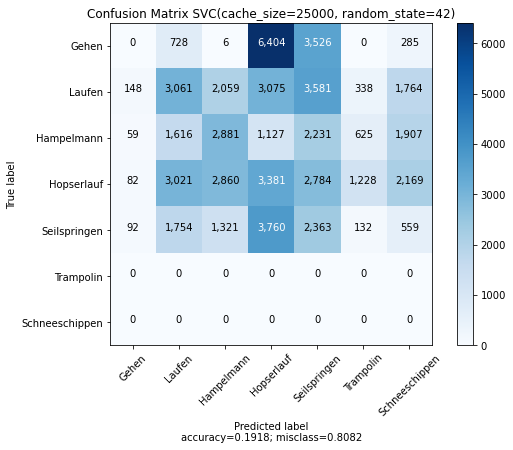 Confusion Matrix SVC(cache_size=25000, random_state=42)
Gehen 0 728 6 6,404 3,526 0 285
Laufen 148 3,061 2,059 3,075 3,581 338 1,764
Hampelmann 59 1,616 2,881 1,127 2,231 625 1,907
Hopserlauf 82 3,021 2,860 3,381 2,784 1,228 2,169
Seilspringen 92 1,754 1,321 3,760 2,363 132 559
Trampolin 0 0 0 0 0 0 0
Schneeschippen 0 0 0 0 0 0 0
True label
Gehen Laufen Hampelmann Hopserlauf Seilspringen Trampolin Schneeschippen
Predicted label
accuracy=0.1918; misclass=0.8082
6000
5000
4000
3000
2000
1000
0